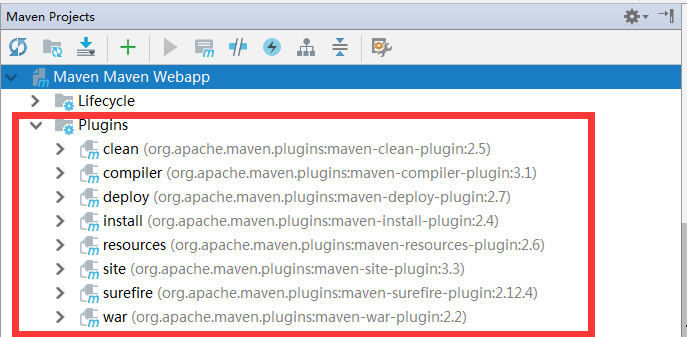 Maven Projects
Maven Maven Webapp
Lifecycle
Plugins
clean (org.apache.maven.plugins:maven-clean-plugin:2.5)
compiler (org.apache.maven.plugins:maven-compiler-plugin:3.1)
deploy (org.apache.maven.plugins:maven-deploy-plugin:2.7)
install (org.apache.maven.plugins:maven-install-plugin:2.4)
resources (org.apache.maven.plugins:maven-resources-plugin:2.6)
site (org.apache.maven.plugins:maven-site-plugin:3.3)
surefire (org.apache.maven.plugins:maven-surefire-plugin:2.12.4)
war (org.apache.maven.plugins:maven-war-plugin:2.2)